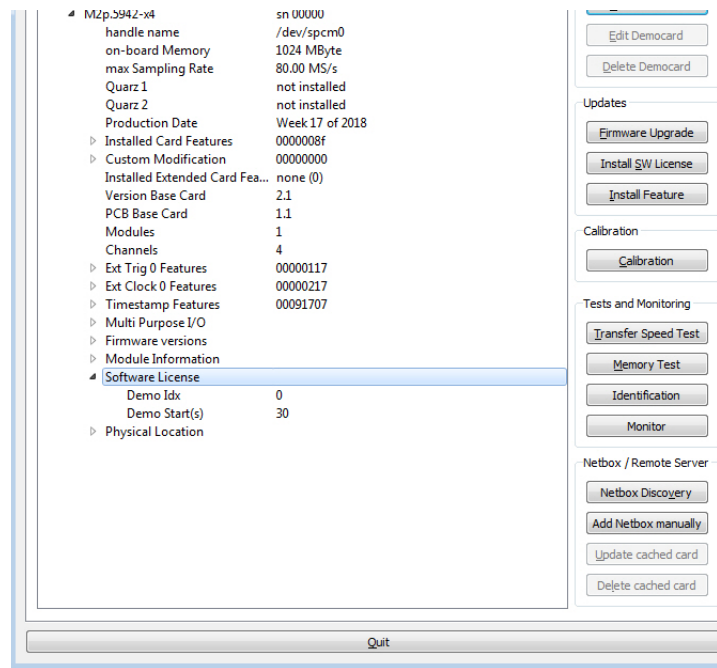 M2p.5942-x4 sn 00000
handle name /dev/spcm0
on-board Memory 1024 MByte
max Sampling Rate 80.00 MS/s
Quarz 1 not installed
Quarz 2 not installed
Production Date Week 17 of 2018
Installed Card Features 0000008f
Custom Modification 00000000
Installed Extended Card Fea... none (0)
Version Base Card 2.1
PCB Base Card 1.1
Modules 1
Channels 4
Ext Trig 0 Features 00000117
Ext Clock 0 Features 00000217
Timestamp Features 00091707
Multi Purpose I/O
Firmware versions
Module Information
Software License
Demo Idx 0
Demo Start(s) 30
Physical Location
Edit Democard
Delete Democard
Updates
Firmware Upgrade
Install SW License
Install Feature
Calibration
Calibration
Tests and Monitoring
Transfer Speed Test
Memory Test
Identification
Monitor
Netbox / Remote Server
Netbox Discovery
Add Netbox manually
Update cached card
Delete cached card
Quit